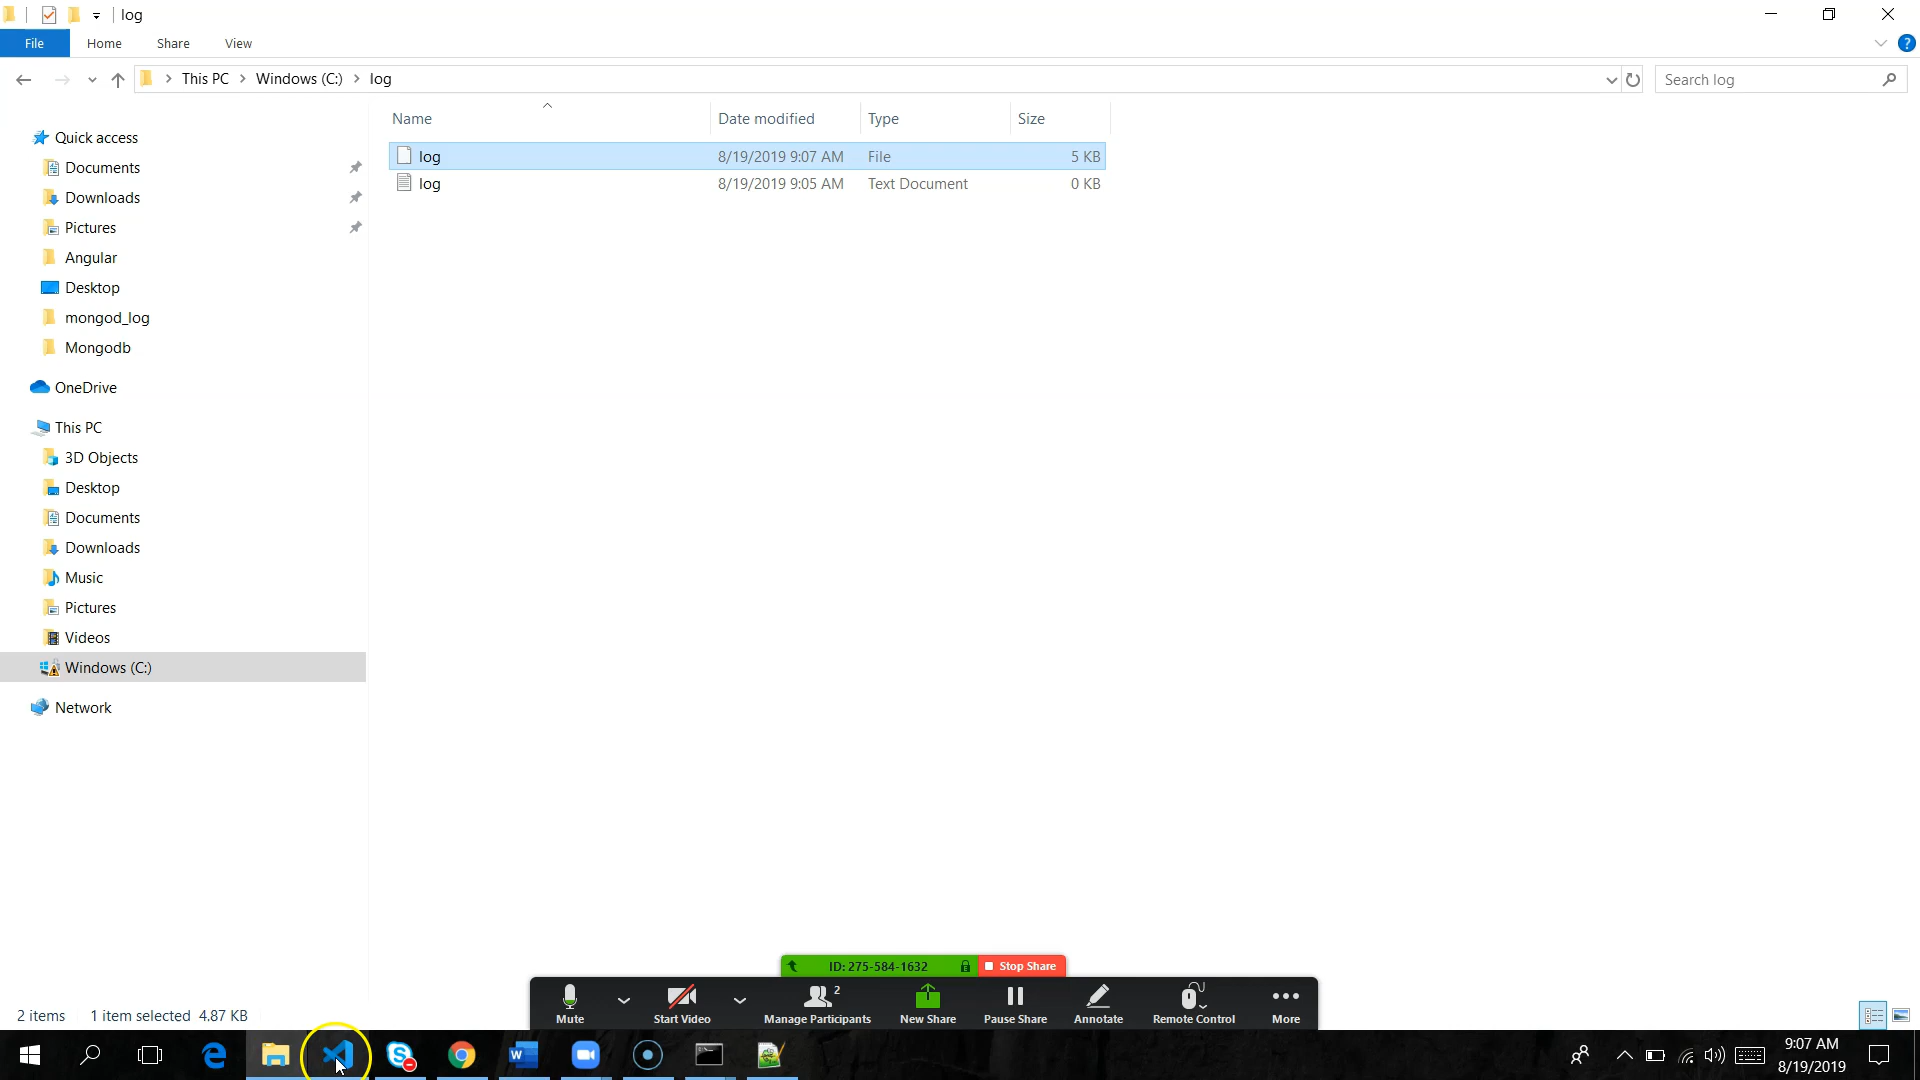 log
File Home Share View
This PC Windows (C:) log
Search log
Name Date modified Type Size
log 8/19/2019 9:07 AM File 5 KB
log 8/19/2019 9:05 AM Text Document 0 KB
Quick access
Documents
Downloads
Pictures
Angular
Desktop
mongod_log
Mongodb
OneDrive
This PC
3D Objects
Desktop
Documents
Downloads
Music
Pictures
Videos
Windows (C:)
Network
ID: 275-584-1632 Stop Share
2
Mute Start Video Manage Participants New Share Pause Share Annotate Remote Control More
2 items 1 item selected 4.87 KB
9:07 AM
8/19/2019